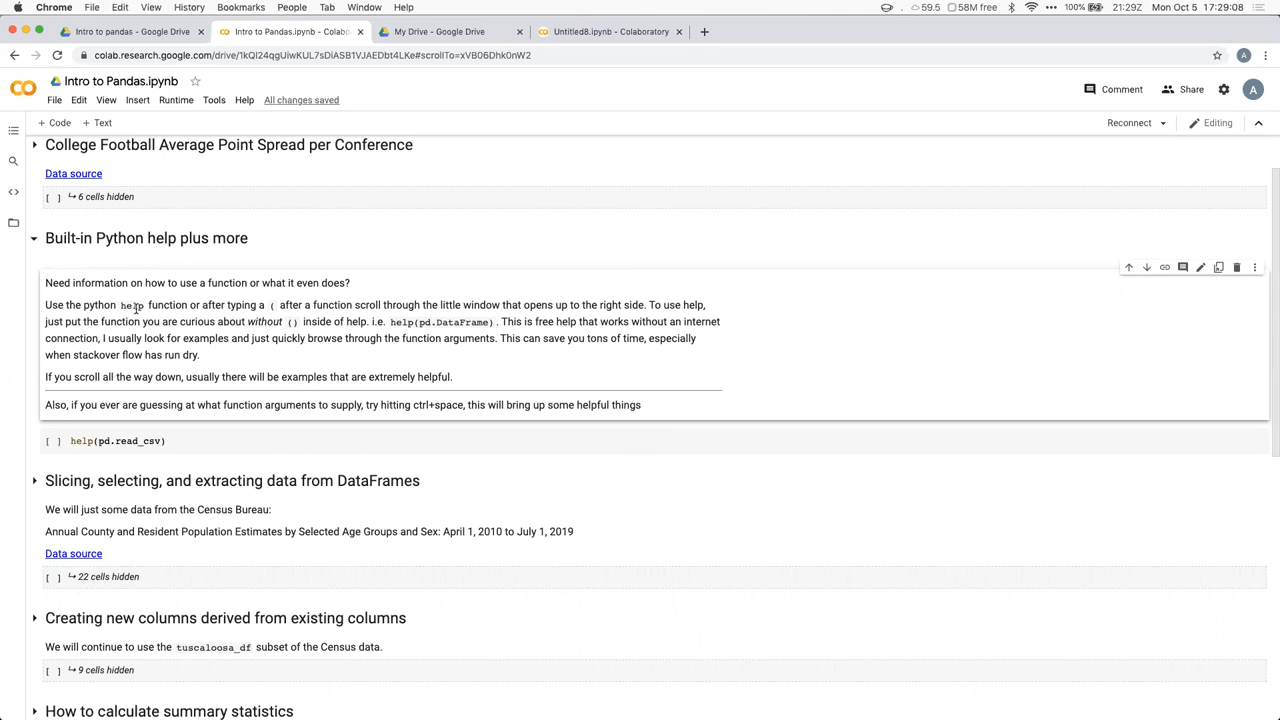 Chrome File Edit View History Bookmarks People Tab Window Help 59.5 58M free 100% 21:29Z Mon Oct 5 17:29:08
Intro to pandas - Google Drive Intro to Pandas.ipynb - Colabo My Drive - Google Drive Untitled8.ipynb - Colaboratory
colab.research.google.com/drive/1kQl24qgUiwKUL7sDiASB1VJAEDbt4LKe#scrollTo=xVB06Dhk0nW2 A
Intro to Pandas.ipynb
File Edit View Insert Runtime Tools Help All changes saved
Comment Share A
+ Code + Text Reconnect Editing
College Football Average Point Spread per Conference
Data source
[ ] ↳ 6 cells hidden
Built-in Python help plus more
Need information on how to use a function or what it even does?
Use the python help function or after typing a ( after a function scroll through the little window that opens up to the right side. To use help,
just put the function you are curious about without () inside of help. i.e. help(pd.DataFrame). This is free help that works without an internet
connection, I usually look for examples and just quickly browse through the function arguments. This can save you tons of time, especially
when stackover flow has run dry.
If you scroll all the way down, usually there will be examples that are extremely helpful.
Also, if you ever are guessing at what function arguments to supply, try hitting ctrl+space, this will bring up some helpful things
[ ] help(pd.read_csv)
Slicing, selecting, and extracting data from DataFrames
We will just some data from the Census Bureau:
Annual County and Resident Population Estimates by Selected Age Groups and Sex: April 1, 2010 to July 1, 2019
Data source
[ ] ↳ 22 cells hidden
Creating new columns derived from existing columns
We will continue to use the tuscaloosa_df subset of the Census data.
[ ] ↳ 9 cells hidden
How to calculate summary statistics